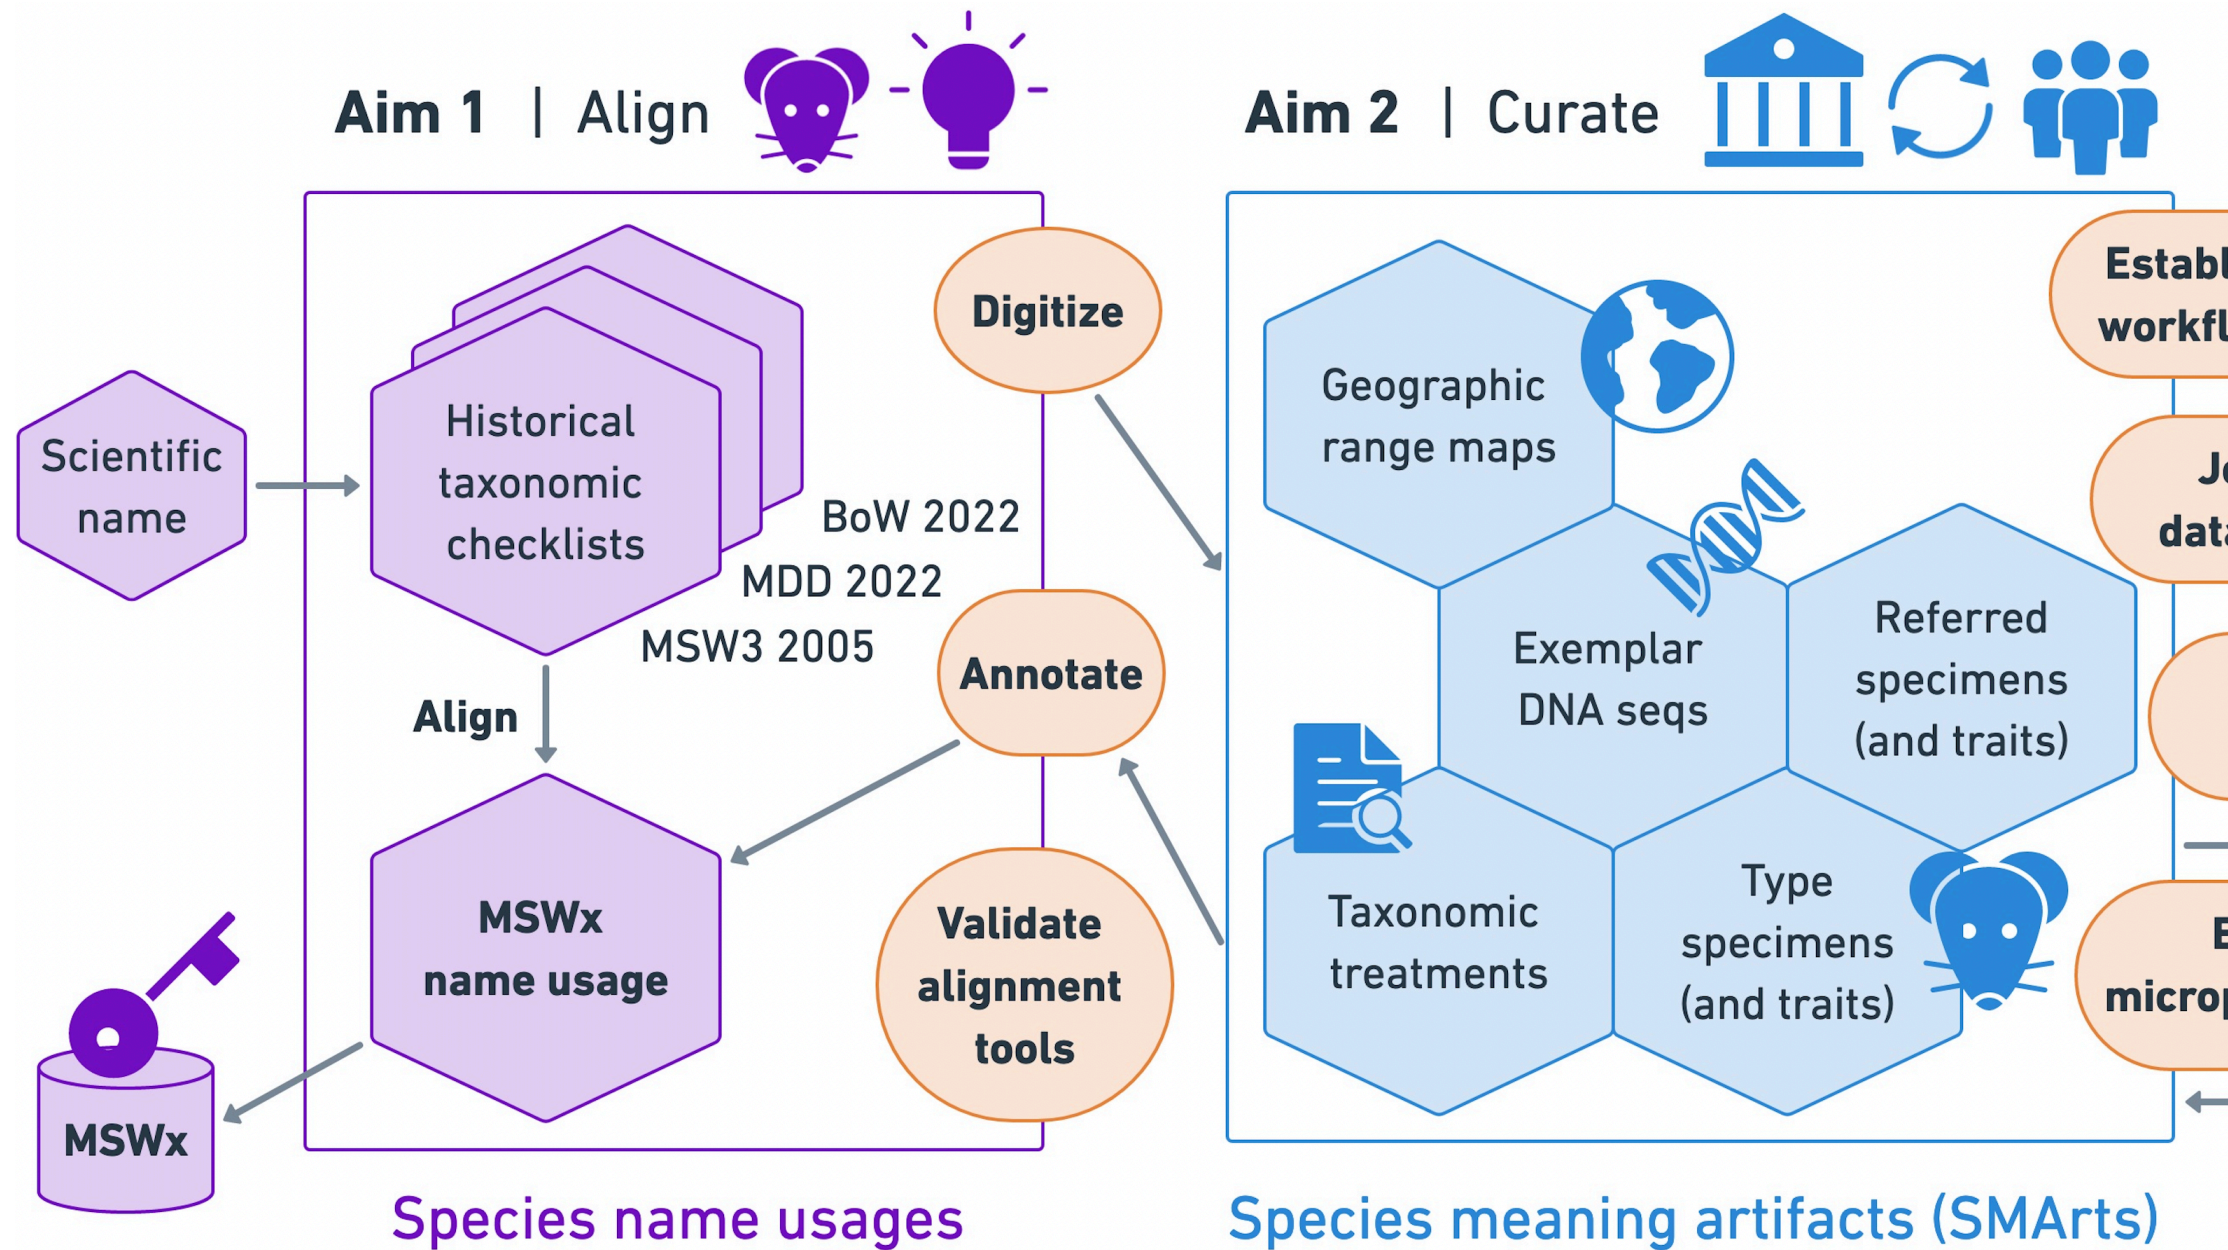 Aim 1 | Align
Aim 2 | Curate
Scientific
name
Historical
taxonomic
checklists
BoW 2022
MDD 2022
MSW3 2005
Align
MSWx
name usage
MSWx
Digitize
Annotate
Validate
alignment
tools
Species name usages
Geographic
range maps
Exemplar
DNA seqs
Referred
specimens
(and traits)
Taxonomic
treatments
Type
specimens
(and traits)
Species meaning artifacts (SMArts)